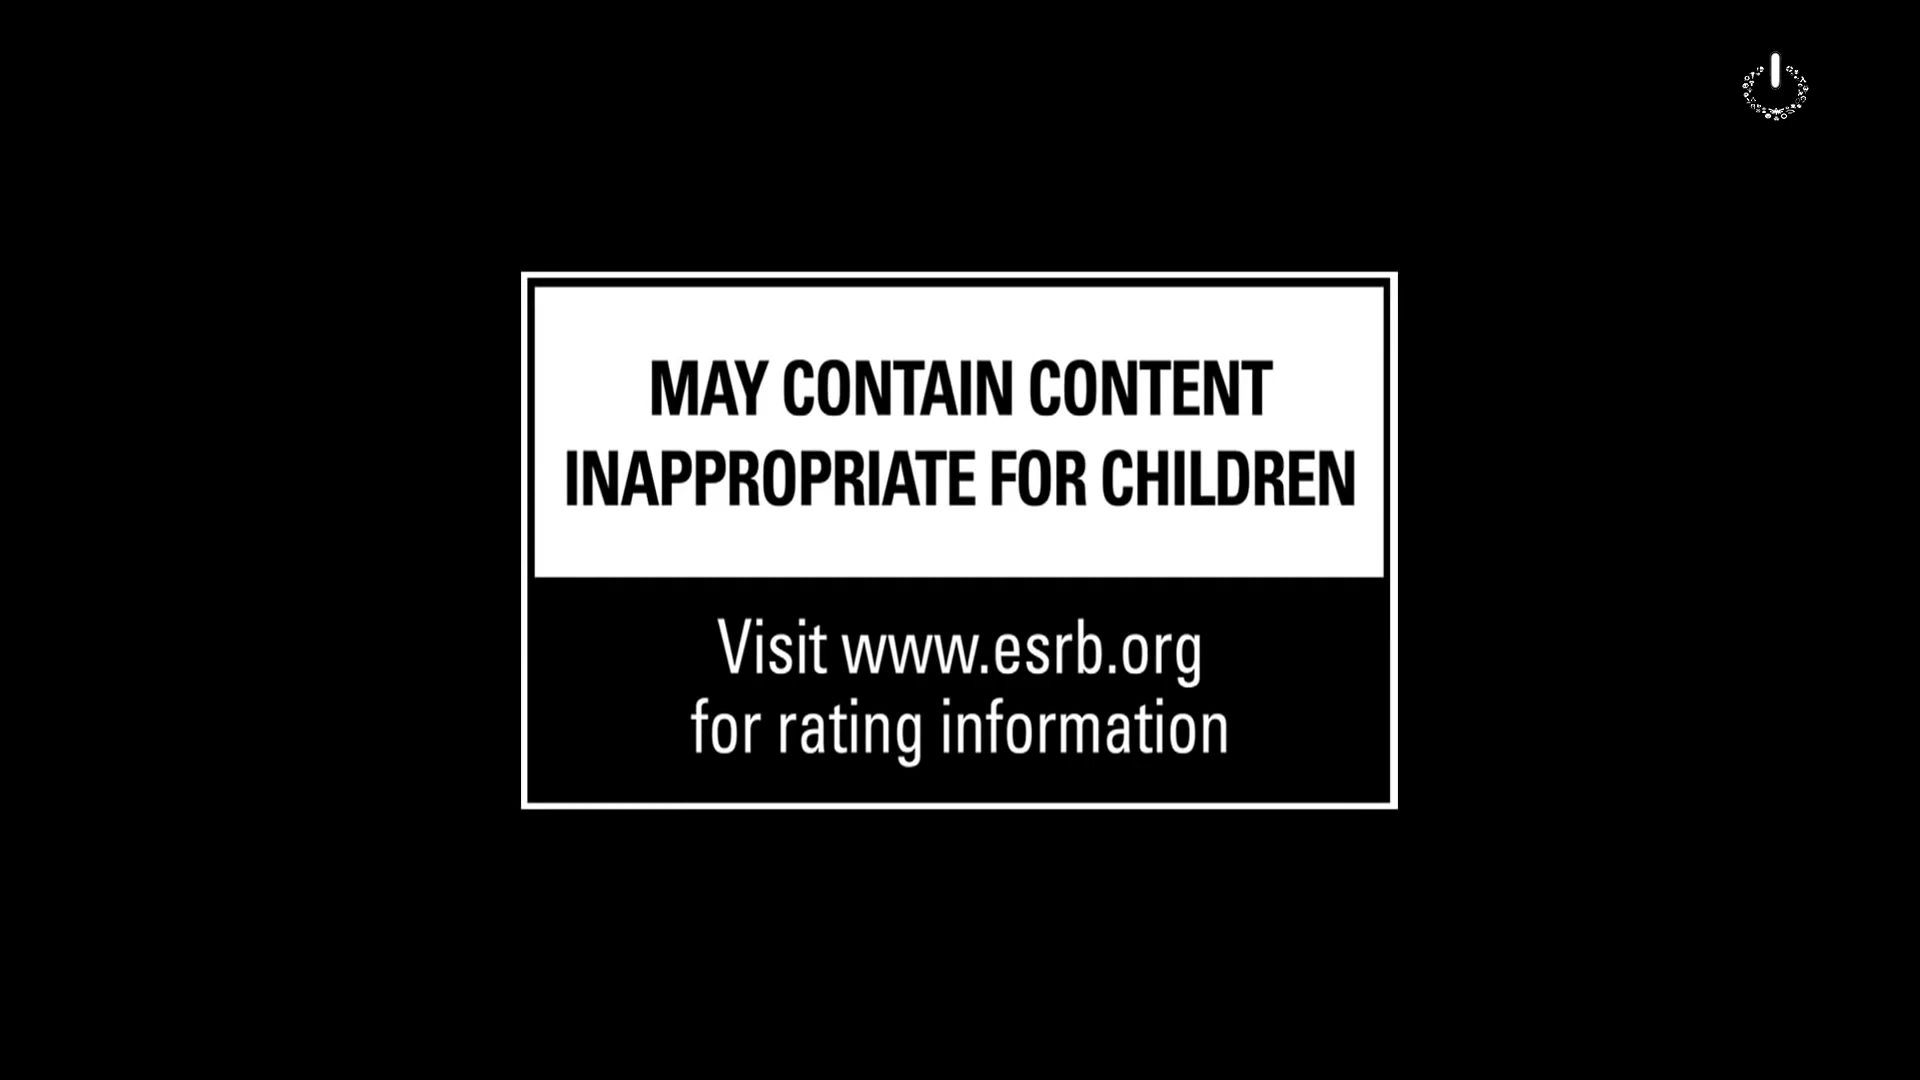 MAY CONTAIN CONTENT
INAPPROPRIATE FOR CHILDREN
Visit www.esrb.org
for rating information